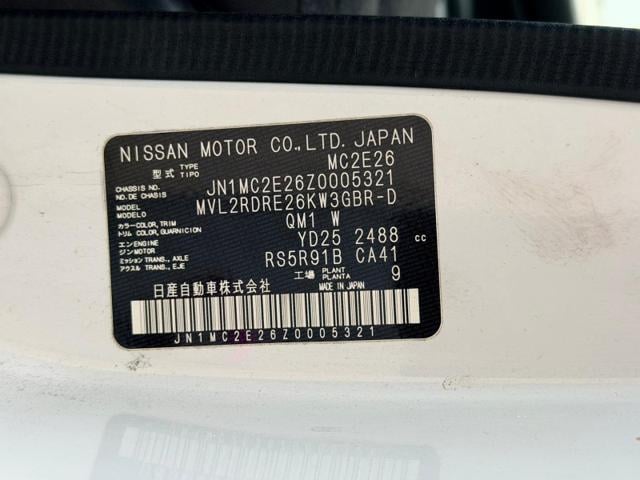 NISSAN MOTOR CO.,LTD. JAPAN
型式 TYPE TIPO MC2E26
CHASSIS NO. NO. DE CHASIS JN1MC2E26Z0005321
MODEL MODELO MVL2RDRE26KW3GBR-D
カラー COLOR, TRIM トリム COLOR, GUARNICION QM1 W
エンジン ENGINE MOTOR YD25 2488 cc
ミッション TRANS., AXLE アクスル TRANS., EJE RS5R91B CA41
工場 PLANT PLANTA 9
日産自動車株式会社 MADE IN JAPAN
JN1MC2E26Z0005321